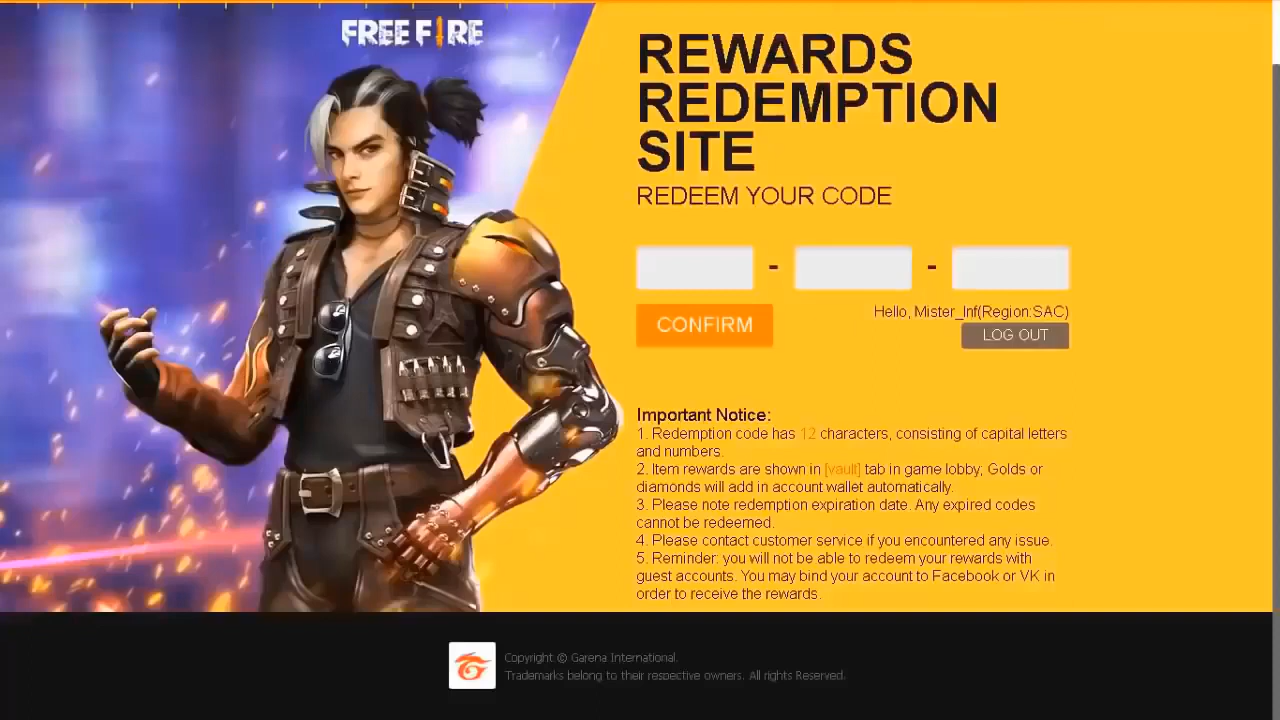 FREE FIRE
REWARDS
REDEMPTION
SITE
REDEEM YOUR CODE
- -
CONFIRM
Hello, Mister_Inf(Region:SAC)
LOG OUT
Important Notice:
1. Redemption code has 12 characters, consisting of capital letters
and numbers.
2. Item rewards are shown in [vault] tab in game lobby; Golds or
diamonds will add in account wallet automatically.
3. Please note redemption expiration date. Any expired codes
cannot be redeemed.
4. Please contact customer service if you encountered any issue.
5. Reminder: you will not be able to redeem your rewards with
guest accounts. You may bind your account to Facebook or VK in
order to receive the rewards.
Copyright © Garena International.
Trademarks belong to their respective owners. All rights Reserved.